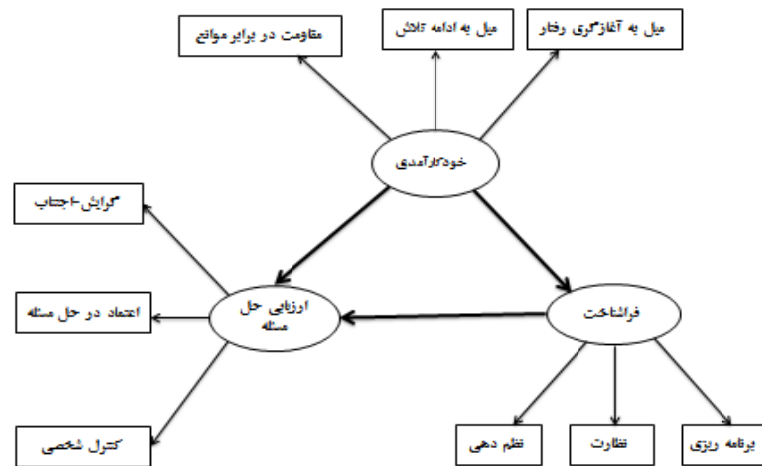 میل به آغازگری رفتار
میل به ادامه تلاش
مقاومت در برابر موانع
خودکارآمدی
گرایش-اجتناب
ارزیابی حل
مسئله
فراشناخت
اعتماد در حل مسئله
کنترل شخصی
برنامه ریزی
نظارت
نظم دهی